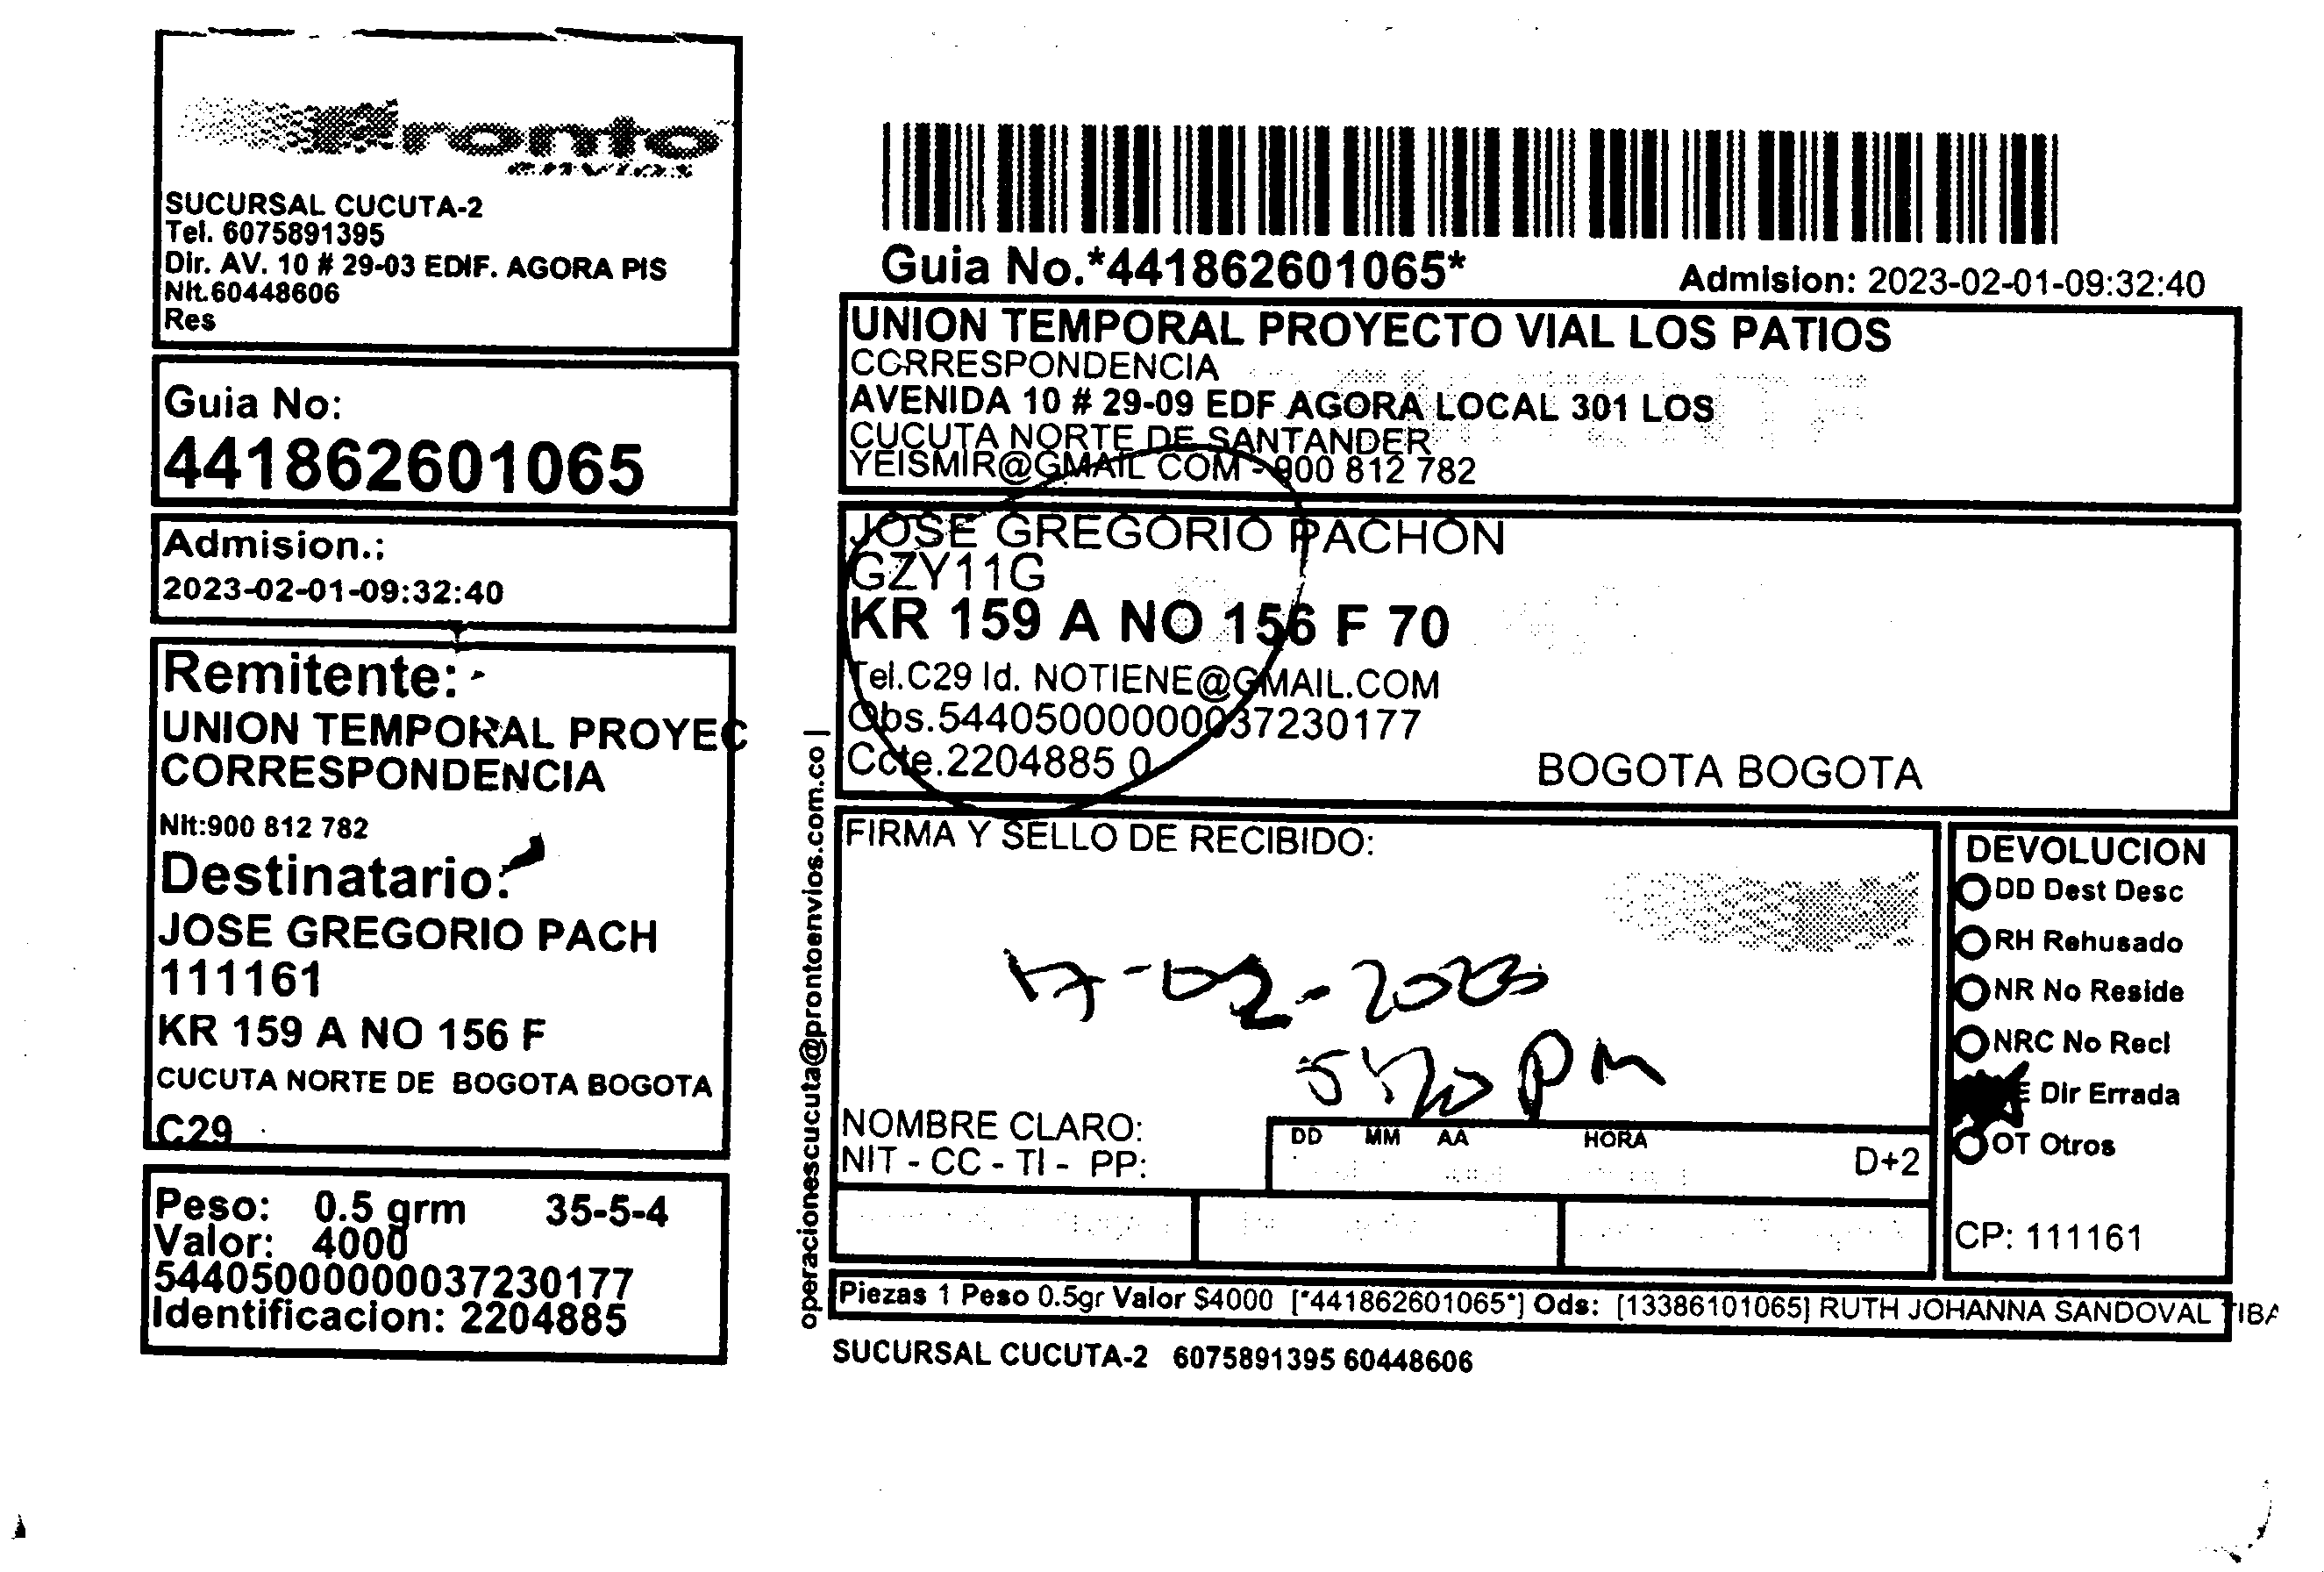 Pronto
envios
SUCURSAL CUCUTA-2
Tel. 6075891395
Dir. AV. 10 # 29-03 EDIF. AGORA PIS
Nit.60448606
Res
Guia No:
441862601065
Admision.:
2023-02-01-09:32:40
Remitente:
UNION TEMPORAL PROYEC
CORRESPONDENCIA
Nit:900 812 782
Destinatario:
JOSE GREGORIO PACH
111161
KR 159 A NO 156 F
CUCUTA NORTE DE BOGOTA BOGOTA
C29
Peso: 0.5 grm 35-5-4
Valor: 4000
544050000000037230177
Identificacion: 2204885
operacionescucuta@prontoenvios.com.co |
Guia No.*441862601065*
Admision: 2023-02-01-09:32:40
UNION TEMPORAL PROYECTO VIAL LOS PATIOS
CORRESPONDENCIA
AVENIDA 10 # 29-09 EDF AGORA LOCAL 301 LOS
CUCUTA NORTE DE SANTANDER
YEISMIR@GMAIL COM - 900 812 782
JOSE GREGORIO PACHON
GZY11G
KR 159 A NO 156 F 70
Tel.C29 Id. NOTIENE@GMAIL.COM
Obs.544050000000037230177
Ccte.2204885 0
BOGOTA BOGOTA
FIRMA Y SELLO DE RECIBIDO:
17-02-2023
PM
NOMBRE CLARO:
NIT - CC - TI - PP:
DD MM AA HORA
D+2
DEVOLUCION
DD Dest Desc
RH Rehusado
NR No Reside
NRC No Recl
E Dir Errada
OT Otros
CP: 111161
Piezas 1 Peso 0.5gr Valor $4000 [*441862601065*] Ods: [13386101065] RUTH JOHANNA SANDOVAL TIBA
SUCURSAL CUCUTA-2 6075891395 60448606